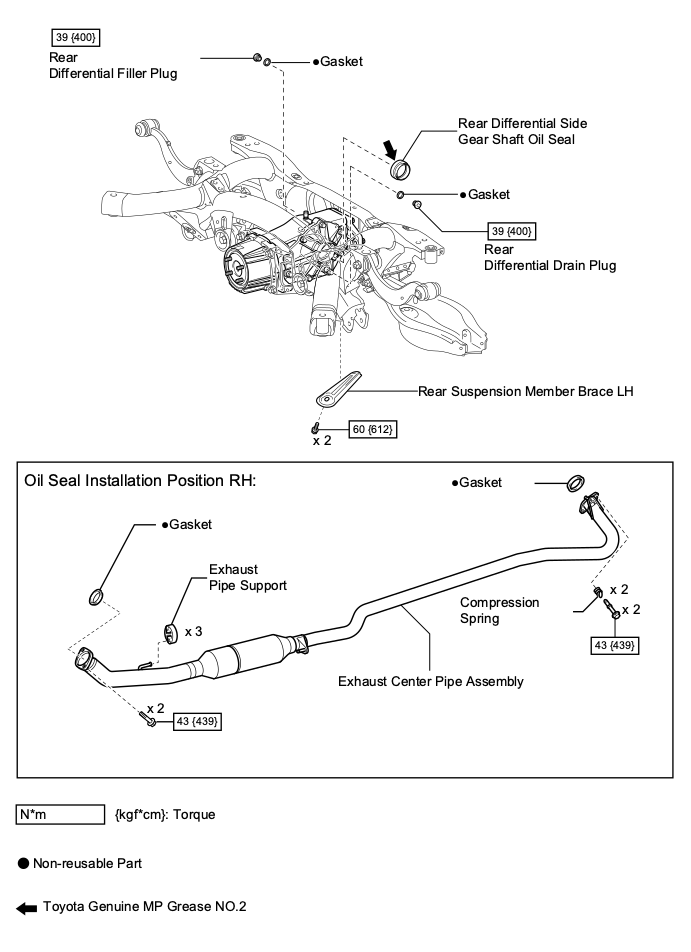 39 {400}
Rear
Differential Filler Plug
●Gasket
Rear Differential Side
Gear Shaft Oil Seal
●Gasket
39 {400}
Rear
Differential Drain Plug
Rear Suspension Member Brace LH
60 {612}
x 2
Oil Seal Installation Position RH:
●Gasket
●Gasket
Exhaust
Pipe Support
x 3
x 2
Compression
Spring
x 2
43 {439}
Exhaust Center Pipe Assembly
x 2
43 {439}
N*m {kgf*cm}: Torque
● Non-reusable Part
Toyota Genuine MP Grease NO.2